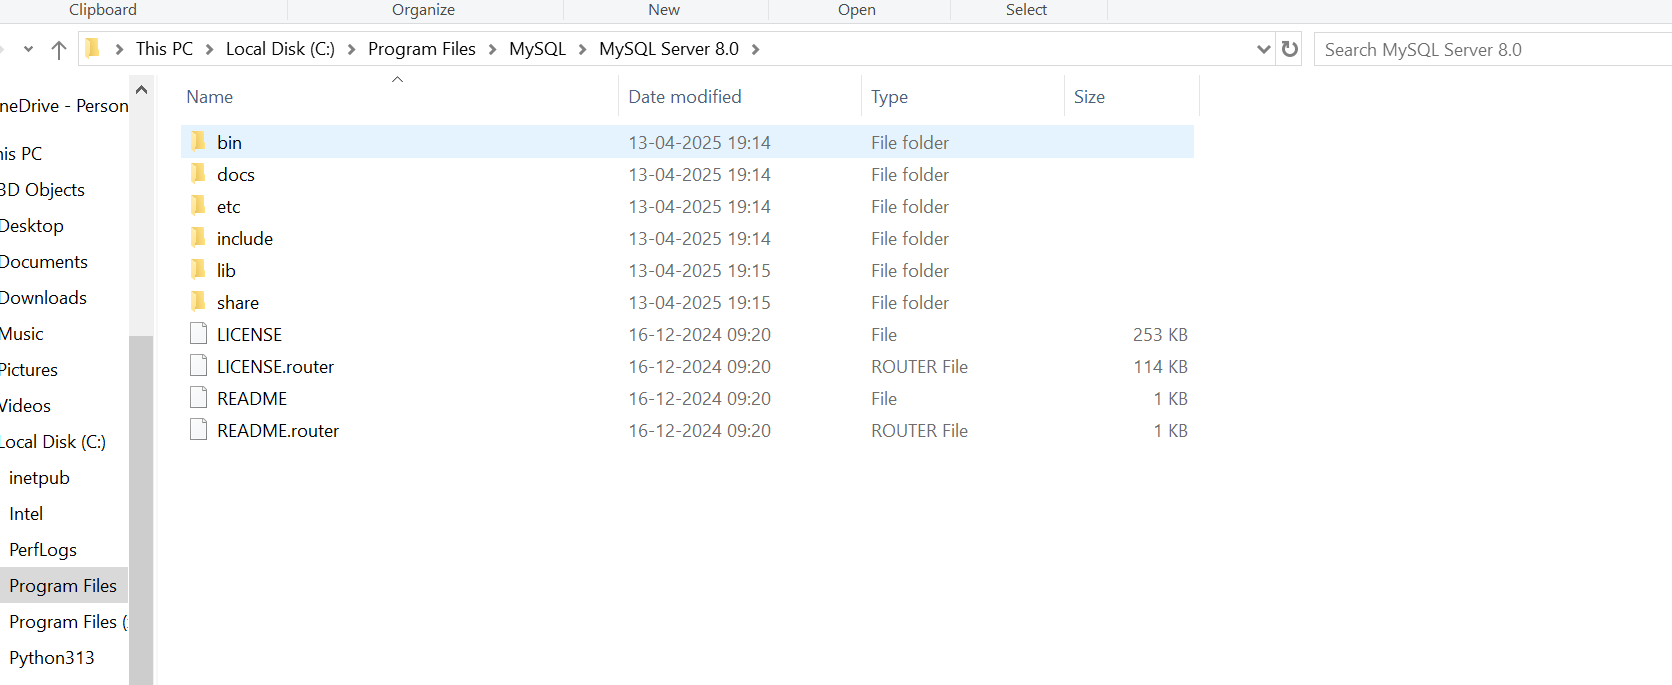 Clipboard Organize New Open Select
This PC Local Disk (C:) Program Files MySQL MySQL Server 8.0 Search MySQL Server 8.0
neDrive - Person
his PC
3D Objects
Desktop
Documents
Downloads
Music
Pictures
Videos
Local Disk (C:)
inetpub
Intel
PerfLogs
Program Files
Program Files (
Python313
Name Date modified Type Size
bin 13-04-2025 19:14 File folder
docs 13-04-2025 19:14 File folder
etc 13-04-2025 19:14 File folder
include 13-04-2025 19:14 File folder
lib 13-04-2025 19:15 File folder
share 13-04-2025 19:15 File folder
LICENSE 16-12-2024 09:20 File 253 KB
LICENSE.router 16-12-2024 09:20 ROUTER File 114 KB
README 16-12-2024 09:20 File 1 KB
README.router 16-12-2024 09:20 ROUTER File 1 KB